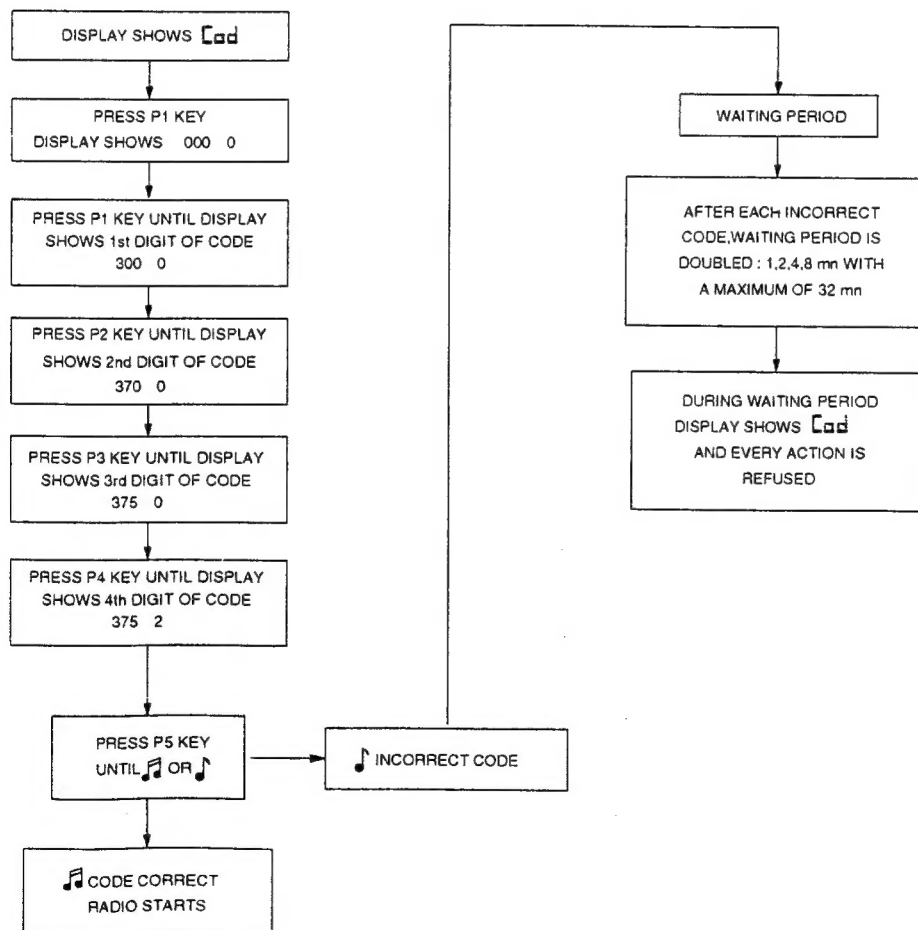 DISPLAY SHOWS Cod
PRESS P1 KEY
DISPLAY SHOWS 000 0
PRESS P1 KEY UNTIL DISPLAY
SHOWS 1st DIGIT OF CODE
300 0
PRESS P2 KEY UNTIL DISPLAY
SHOWS 2nd DIGIT OF CODE
370 0
PRESS P3 KEY UNTIL DISPLAY
SHOWS 3rd DIGIT OF CODE
375 0
PRESS P4 KEY UNTIL DISPLAY
SHOWS 4th DIGIT OF CODE
375 2
PRESS P5 KEY
UNTIL ♫ OR ♪
♫ CODE CORRECT
RADIO STARTS
♪ INCORRECT CODE
WAITING PERIOD
AFTER EACH INCORRECT
CODE,WAITING PERIOD IS
DOUBLED : 1,2,4,8 mn WITH
A MAXIMUM OF 32 mn
DURING WAITING PERIOD
DISPLAY SHOWS Cod
AND EVERY ACTION IS
REFUSED